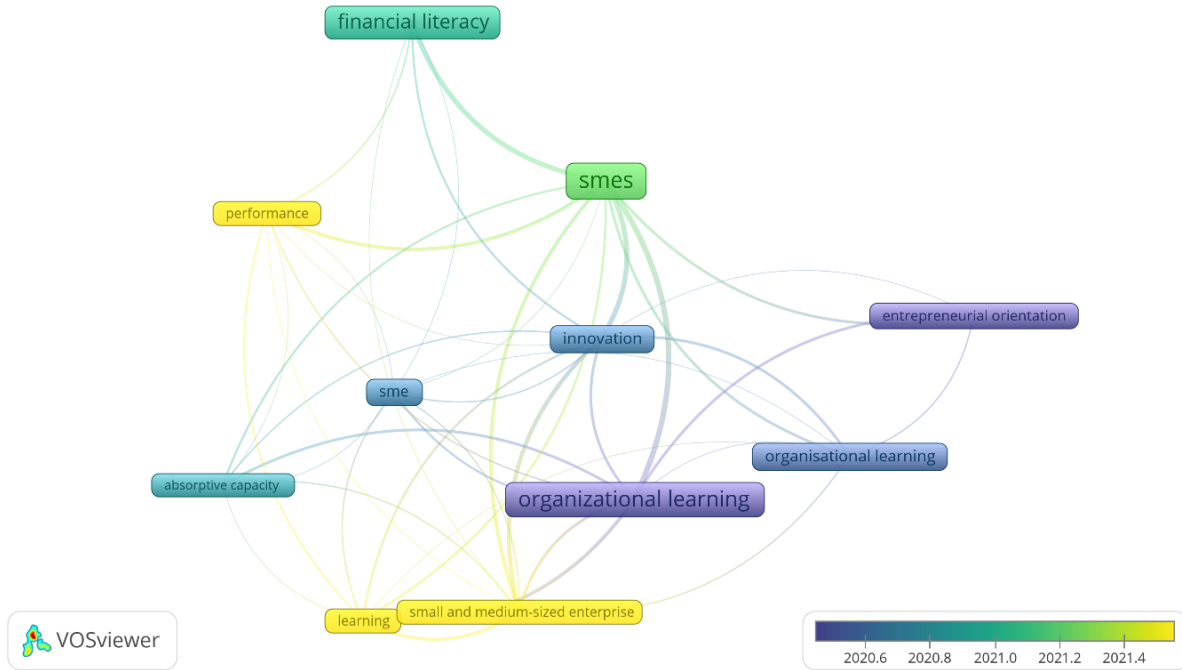 financial literacy
smes
performance
entrepreneurial orientation
innovation
sme
organisational learning
absorptive capacity
organizational learning
small and medium-sized enterprise
learning
VOSviewer
2020.6 2020.8 2021.0 2021.2 2021.4